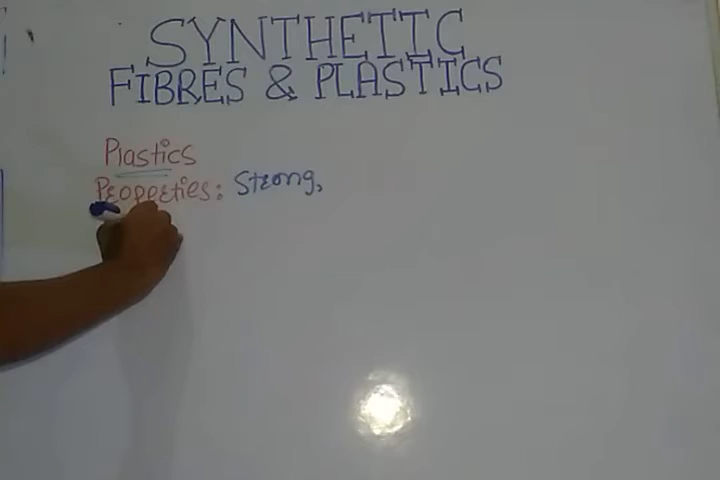 SYNTHETIC
FIBRES & PLASTICS
Plastics
Properties: Strong,